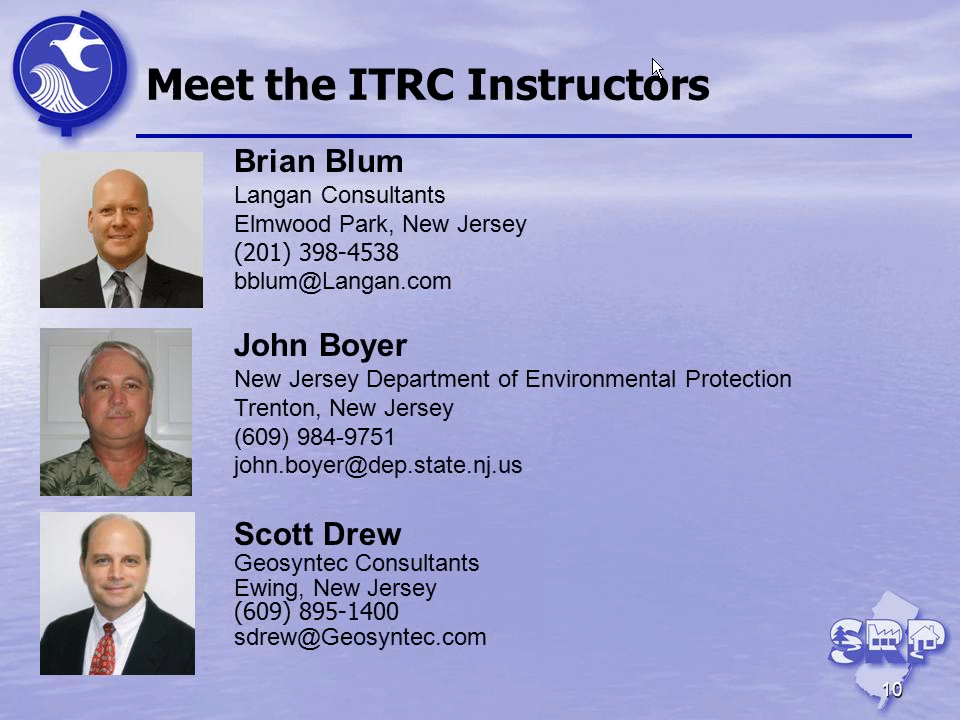 Meet the ITRC Instructors
Brian Blum
Langan Consultants
Elmwood Park, New Jersey
(201) 398-4538
bblum@Langan.com
John Boyer
New Jersey Department of Environmental Protection
Trenton, New Jersey
(609) 984-9751
john.boyer@dep.state.nj.us
Scott Drew
Geosyntec Consultants
Ewing, New Jersey
(609) 895-1400
sdrew@Geosyntec.com
SRP
10